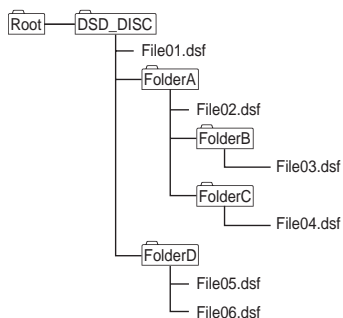 Root DSD_DISC
File01.dsf
FolderA
File02.dsf
FolderB
File03.dsf
FolderC
File04.dsf
FolderD
File05.dsf
File06.dsf